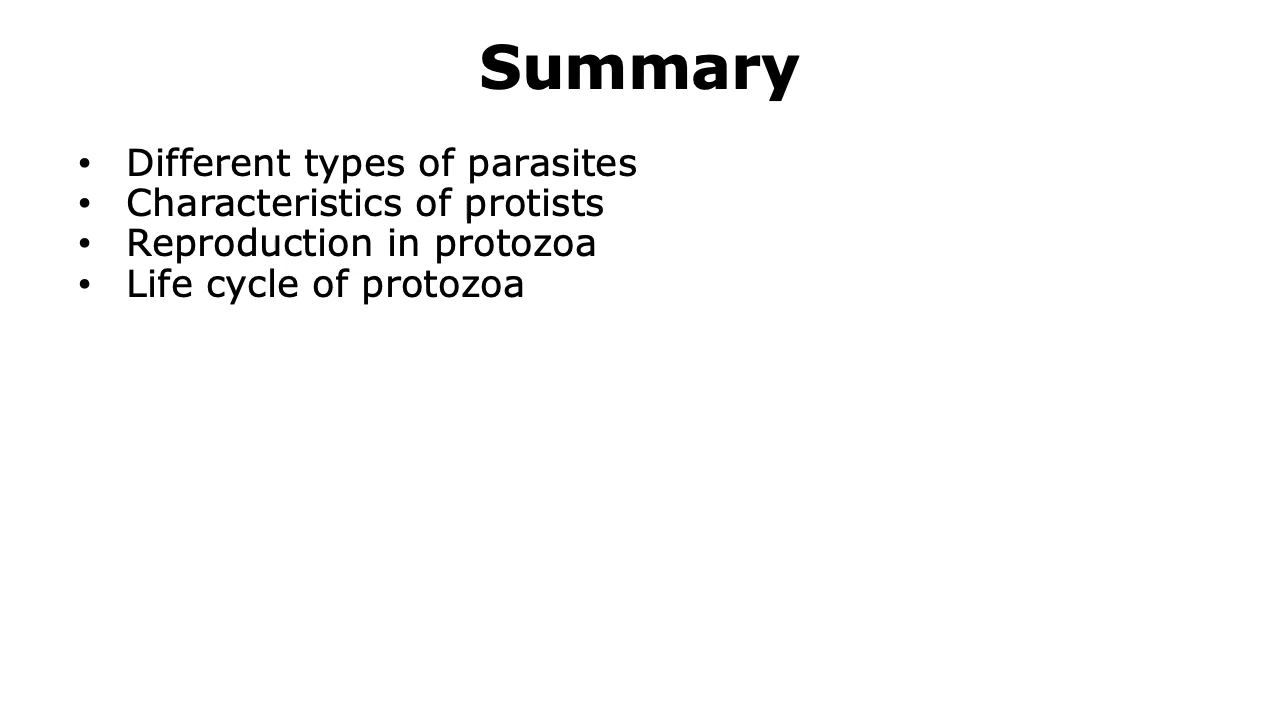 Summary
• Different types of parasites
• Characteristics of protists
• Reproduction in protozoa
• Life cycle of protozoa